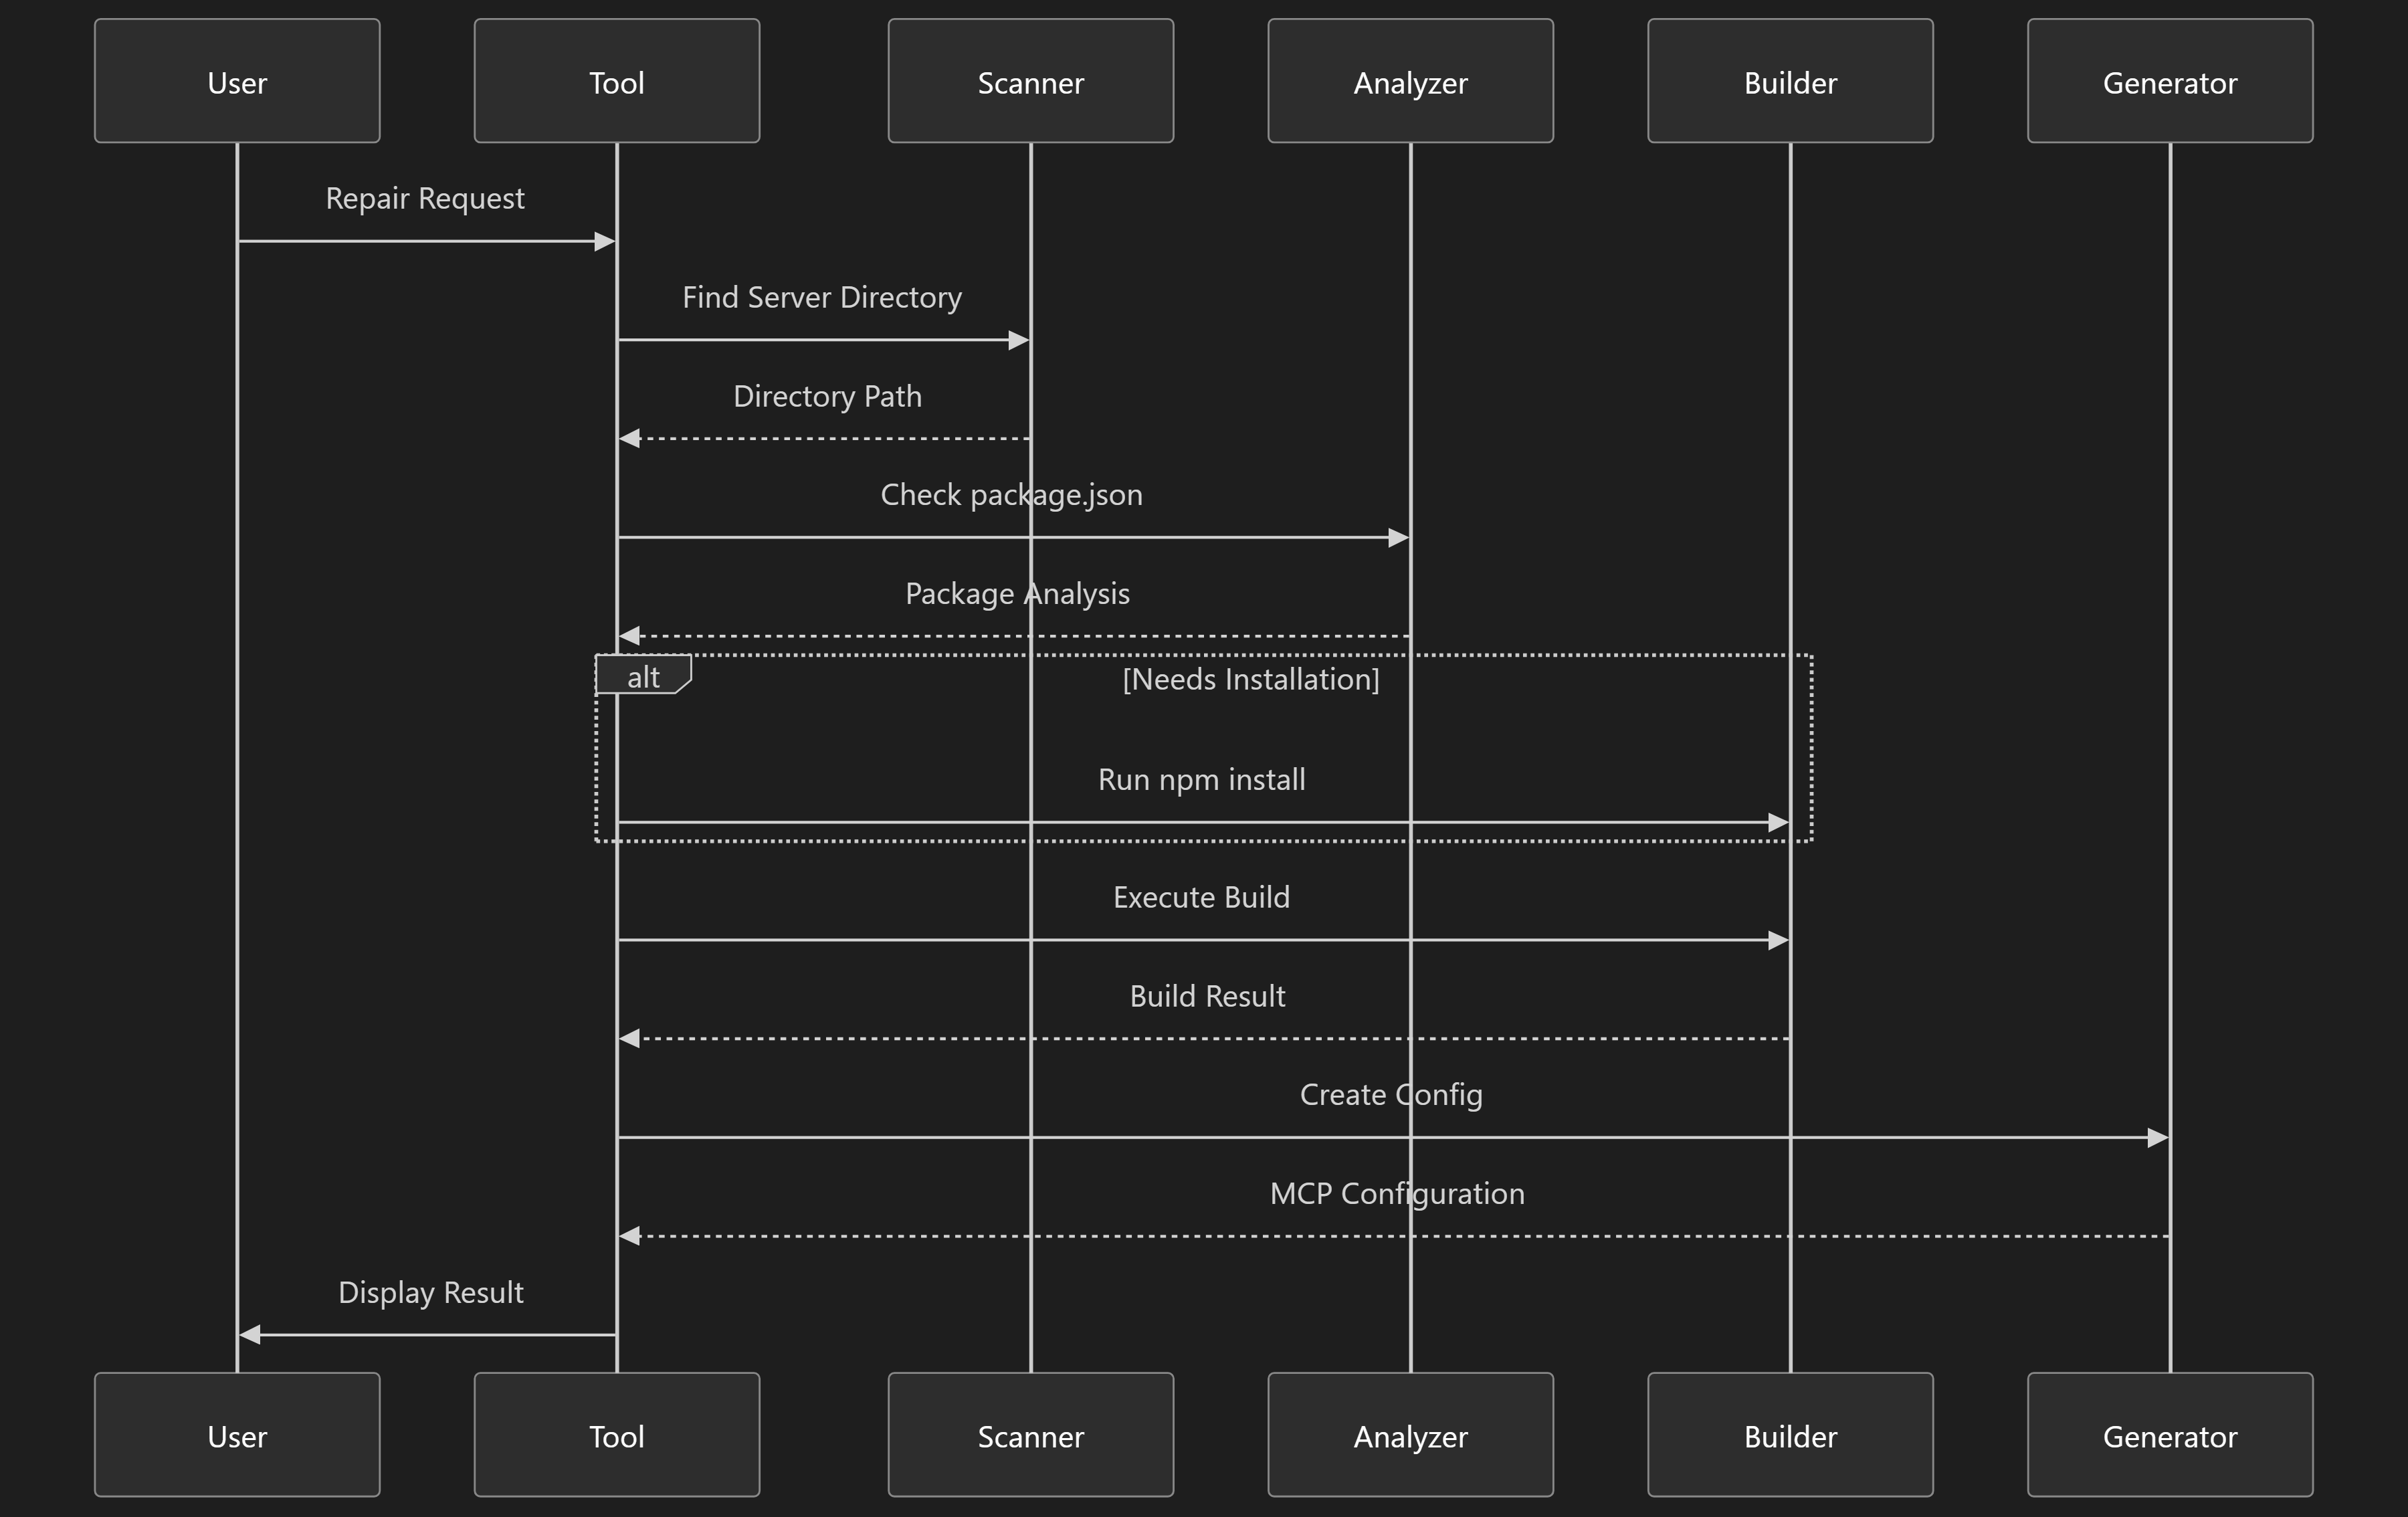 User
Tool
Scanner
Analyzer
Builder
Generator
Repair Request
Find Server Directory
Directory Path
Check package.json
Package Analysis
alt
[Needs Installation]
Run npm install
Execute Build
Build Result
Create Config
MCP Configuration
Display Result
User
Tool
Scanner
Analyzer
Builder
Generator